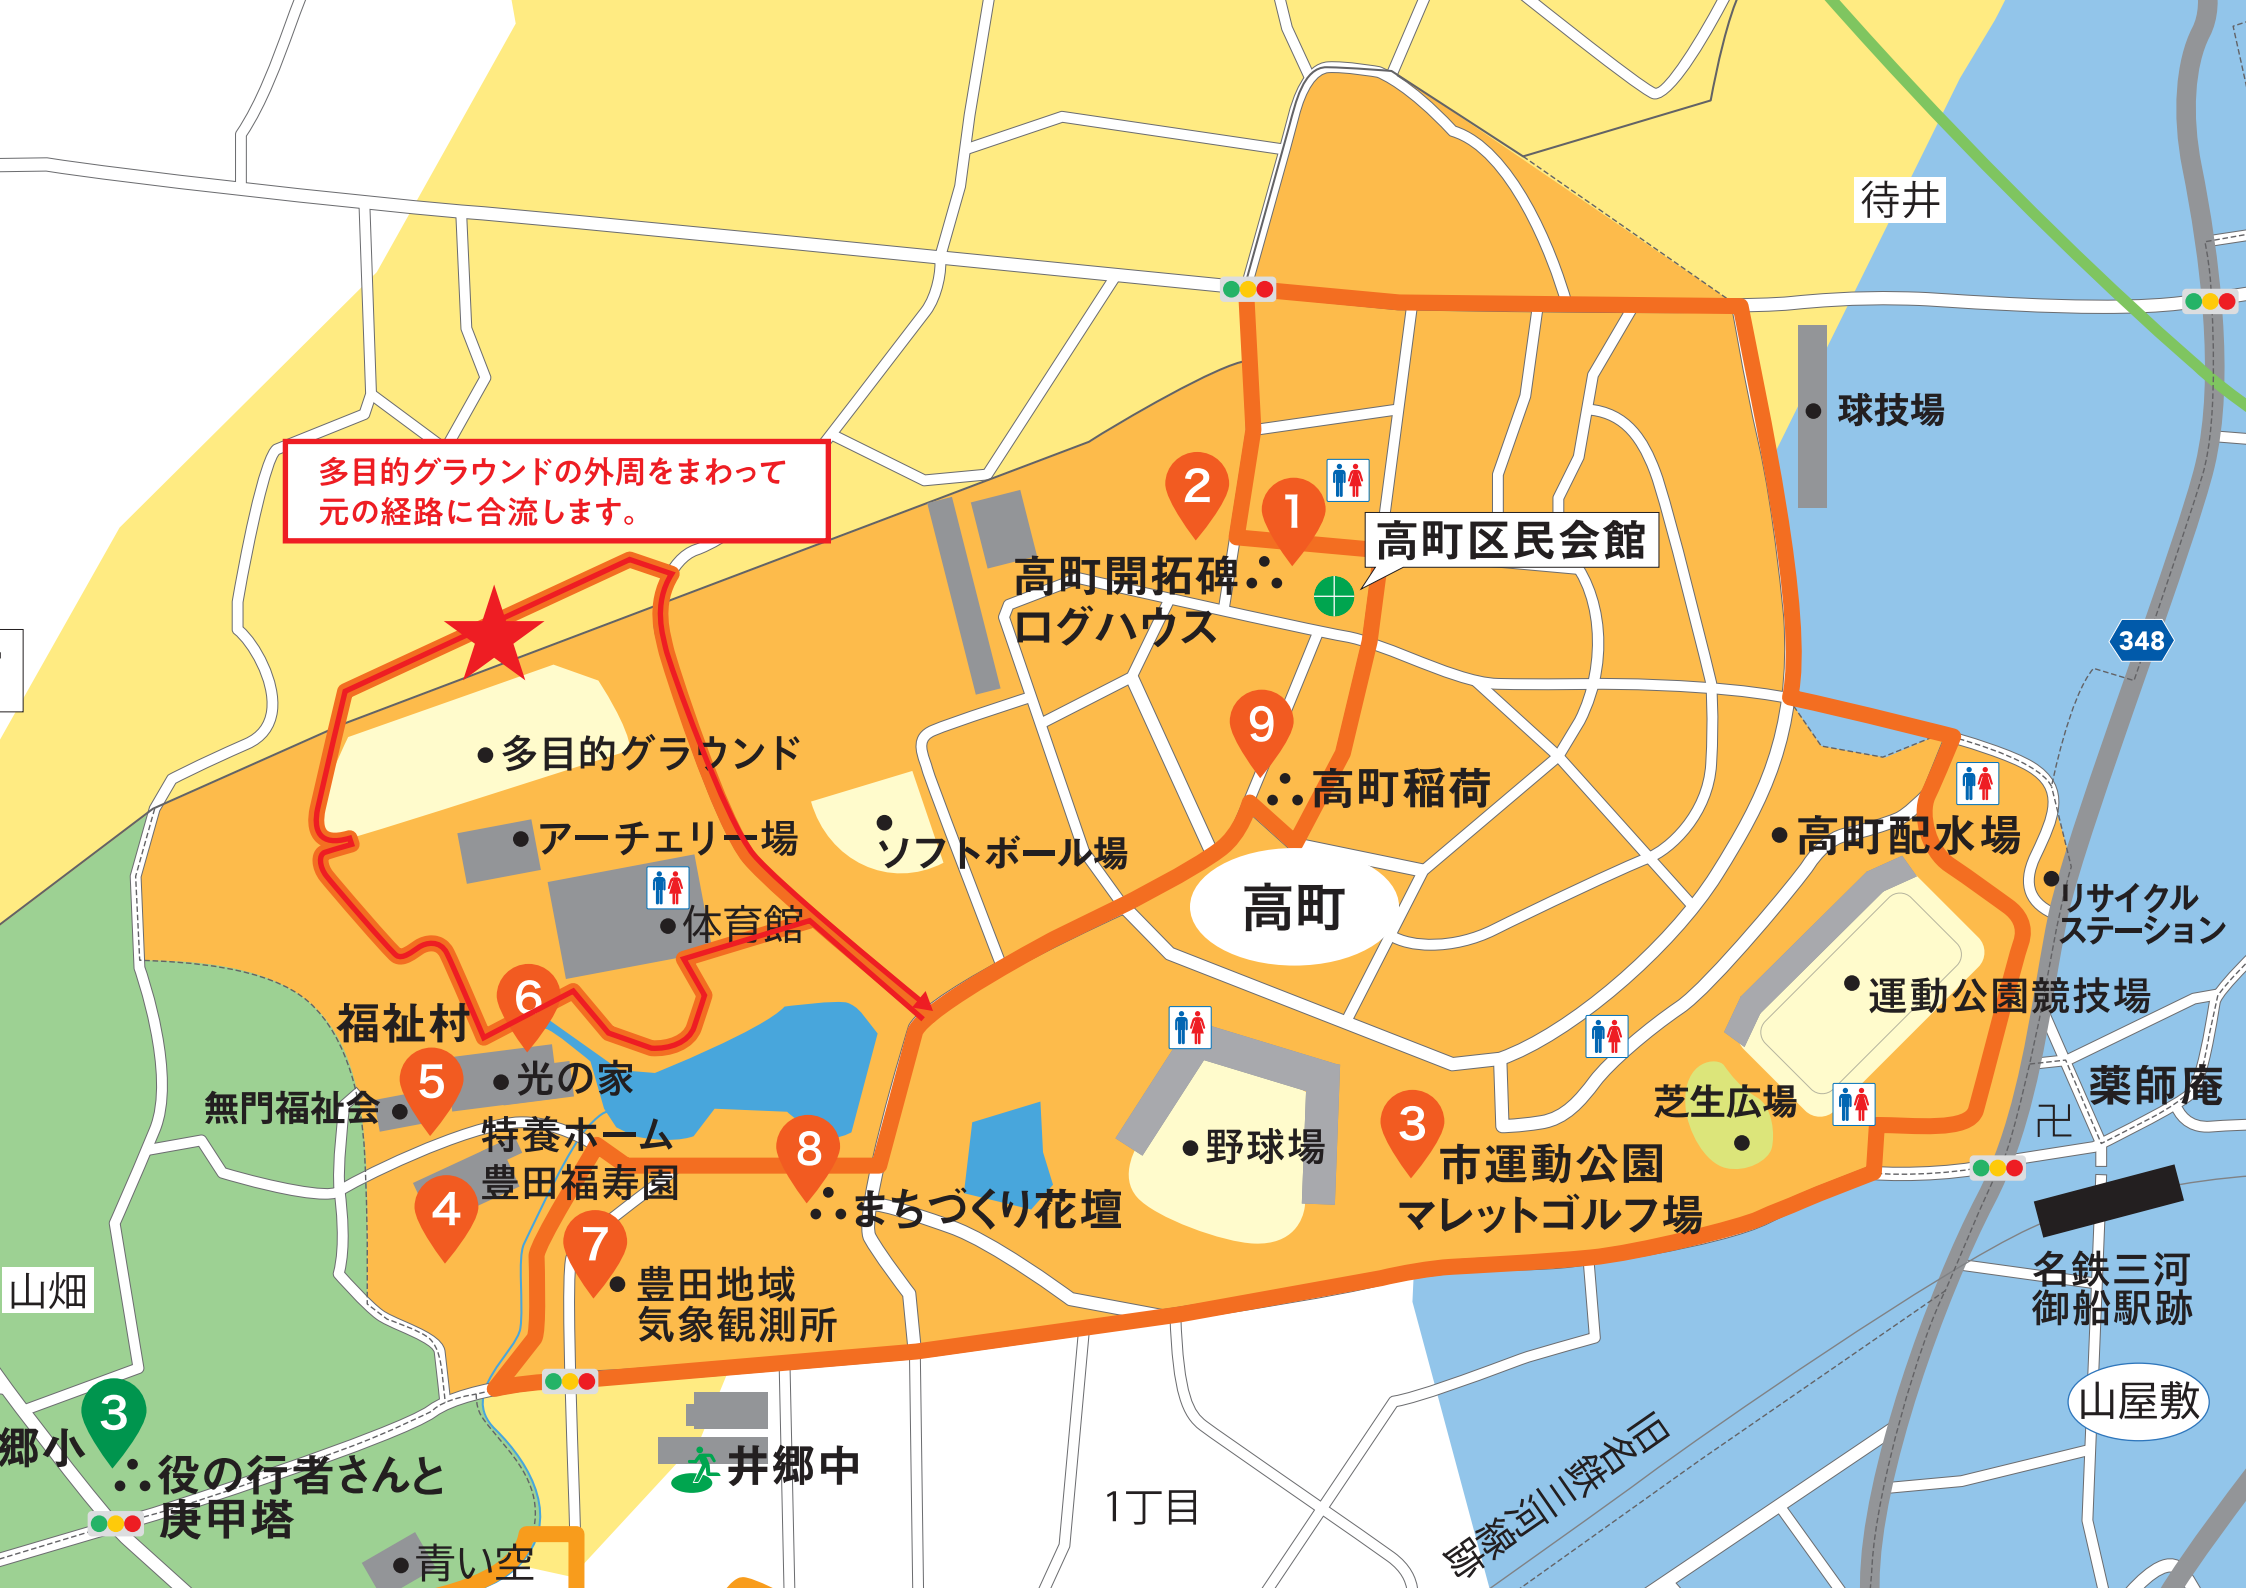 待井
球技場
多目的グラウンドの外周をまわって
元の経路に合流します。
2
1
高町区民会館
高町開拓碑
ログハウス
348
9
多目的グラウンド
高町稲荷
アーチェリー場
ソフトボール場
高町配水場
体育館
高町
リサイクル
ステーション
6
福祉村
運動公園競技場
5
光の家
無門福祉会
薬師庵
芝生広場
卍
特養ホーム
豊田福寿園
8
野球場
3
市運動公園
マレットゴルフ場
4
まちづくり花壇
7
豊田地域
気象観測所
山畑
名鉄三河
御船駅跡
3
山屋敷
郷小
役の行者さんと
庚申塔
井郷中
旧名鉄三河線跡
1丁目
青い空